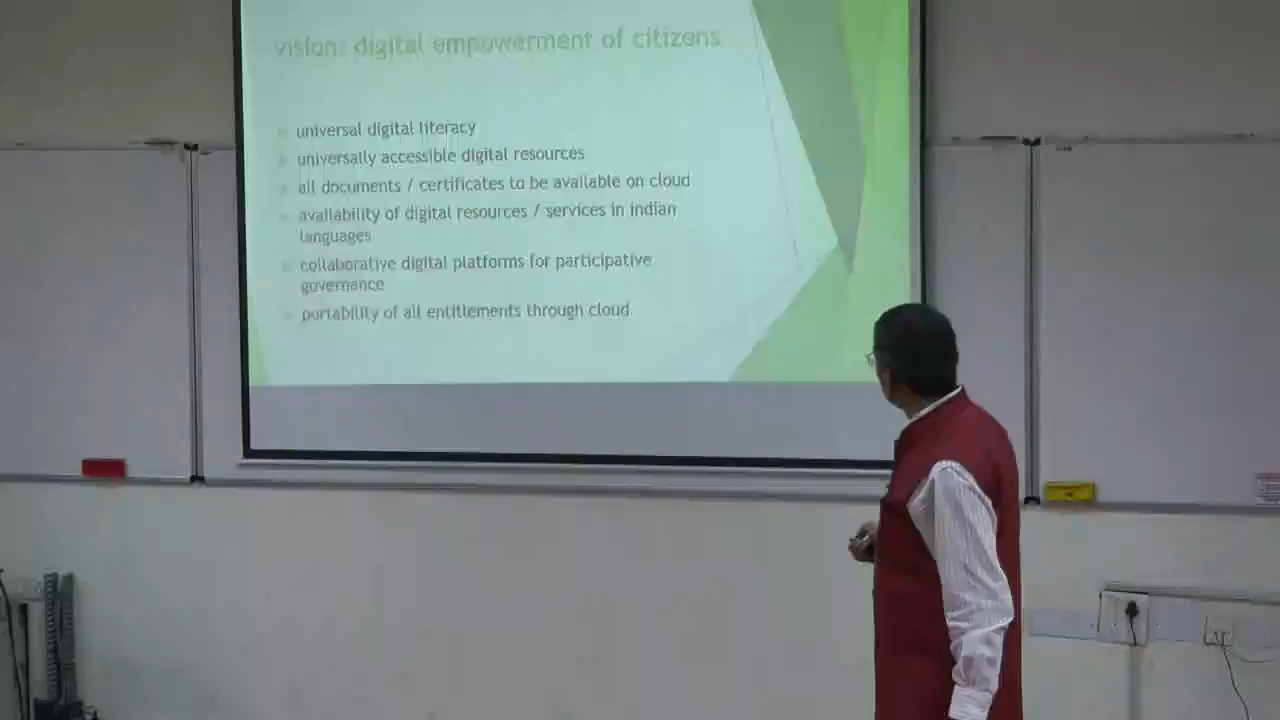 vision: digital empowerment of citizens
universal digital literacy
universally accessible digital resources
all documents / certificates to be available on cloud
availability of digital resources / services in Indian
languages
collaborative digital platforms for participative
governance
portability of all entitlements through cloud